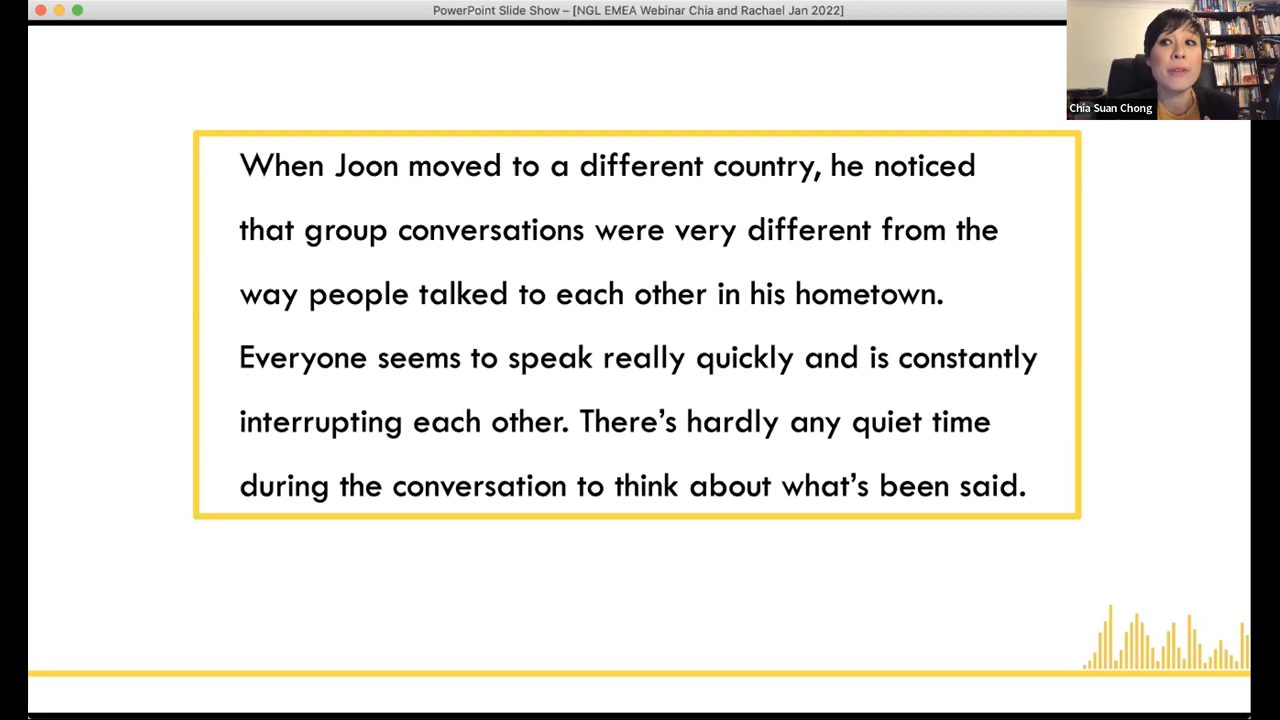 PowerPoint Slide Show – [NGL EMEA Webinar Chia and Rachael Jan 2022]
Chia Suan Chong
When Joon moved to a different country, he noticed
that group conversations were very different from the
way people talked to each other in his hometown.
Everyone seems to speak really quickly and is constantly
interrupting each other. There’s hardly any quiet time
during the conversation to think about what’s been said.